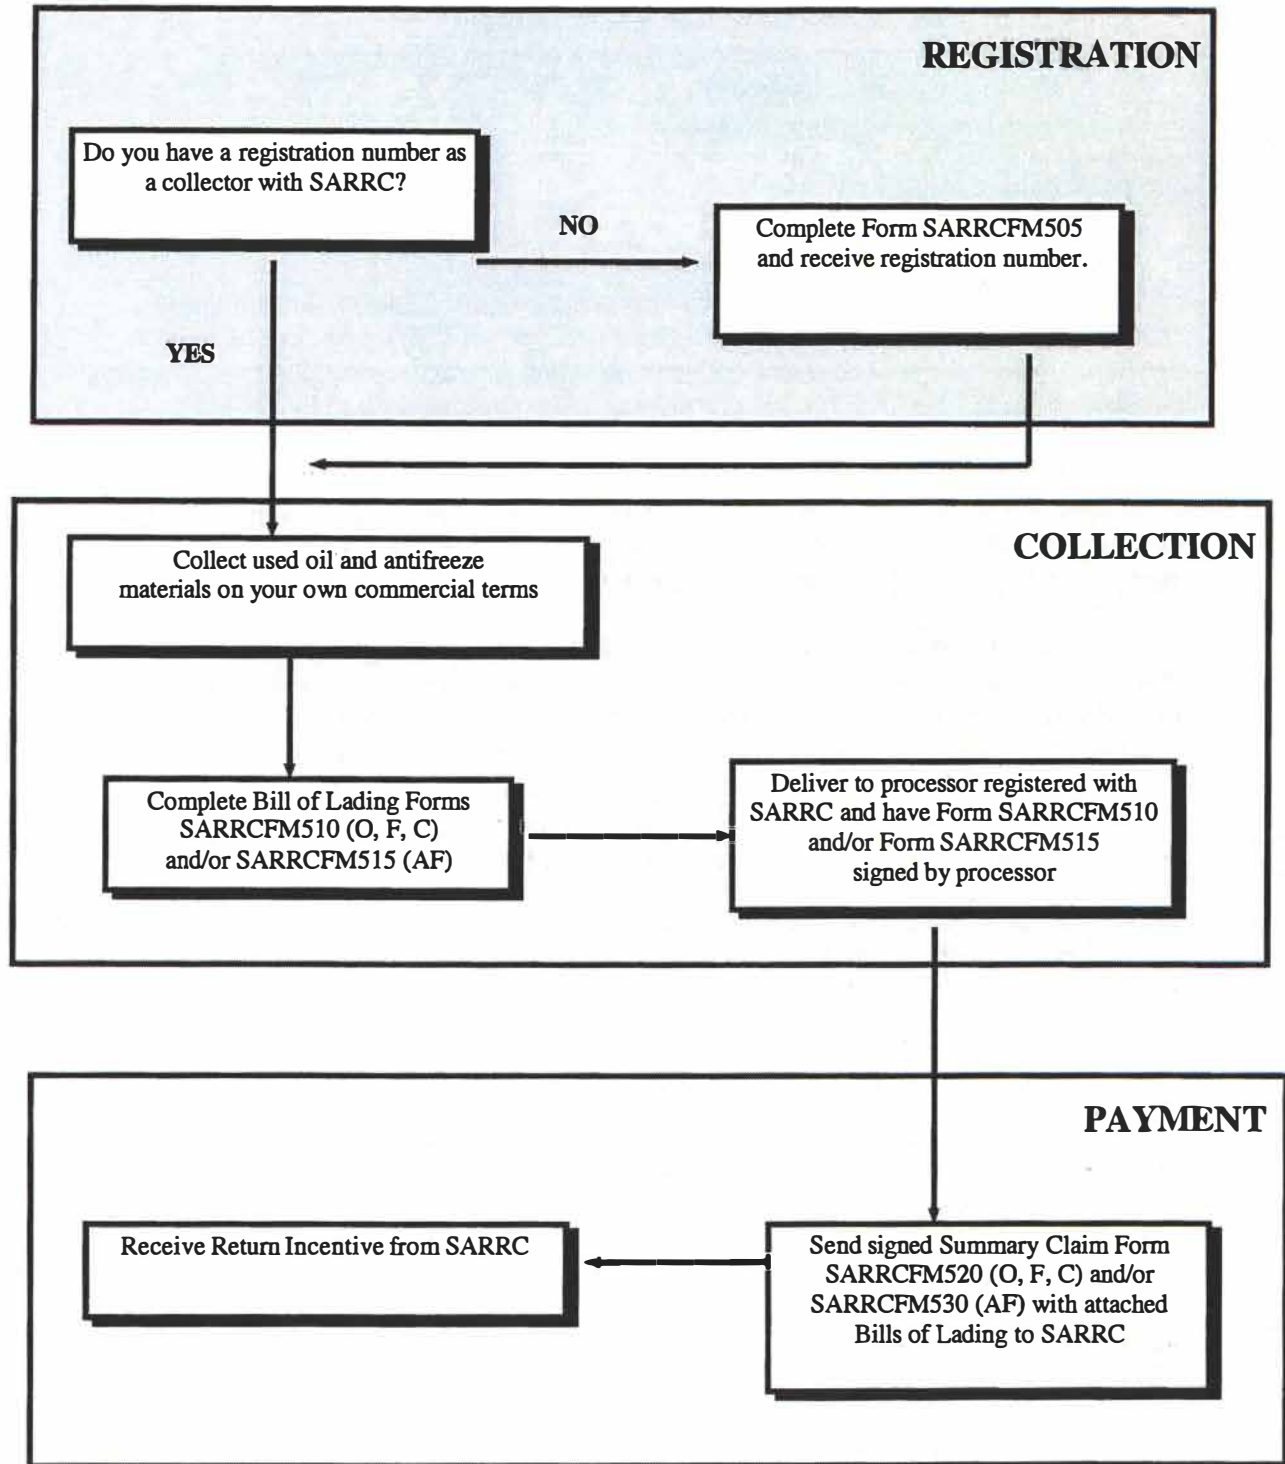 REGISTRATION
Do you have a registration number as
a collector with SARRC?
NO
Complete Form SARRCFM505
and receive registration number.
YES
COLLECTION
Collect used oil and antifreeze
materials on your own commercial terms
Complete Bill of Lading Forms
SARRCFM510 (O, F, C)
and/or SARRCFM515 (AF)
Deliver to processor registered with
SARRC and have Form SARRCFM510
and/or Form SARRCFM515
signed by processor
PAYMENT
Receive Return Incentive from SARRC
Send signed Summary Claim Form
SARRCFM520 (O, F, C) and/or
SARRCFM530 (AF) with attached
Bills of Lading to SARRC